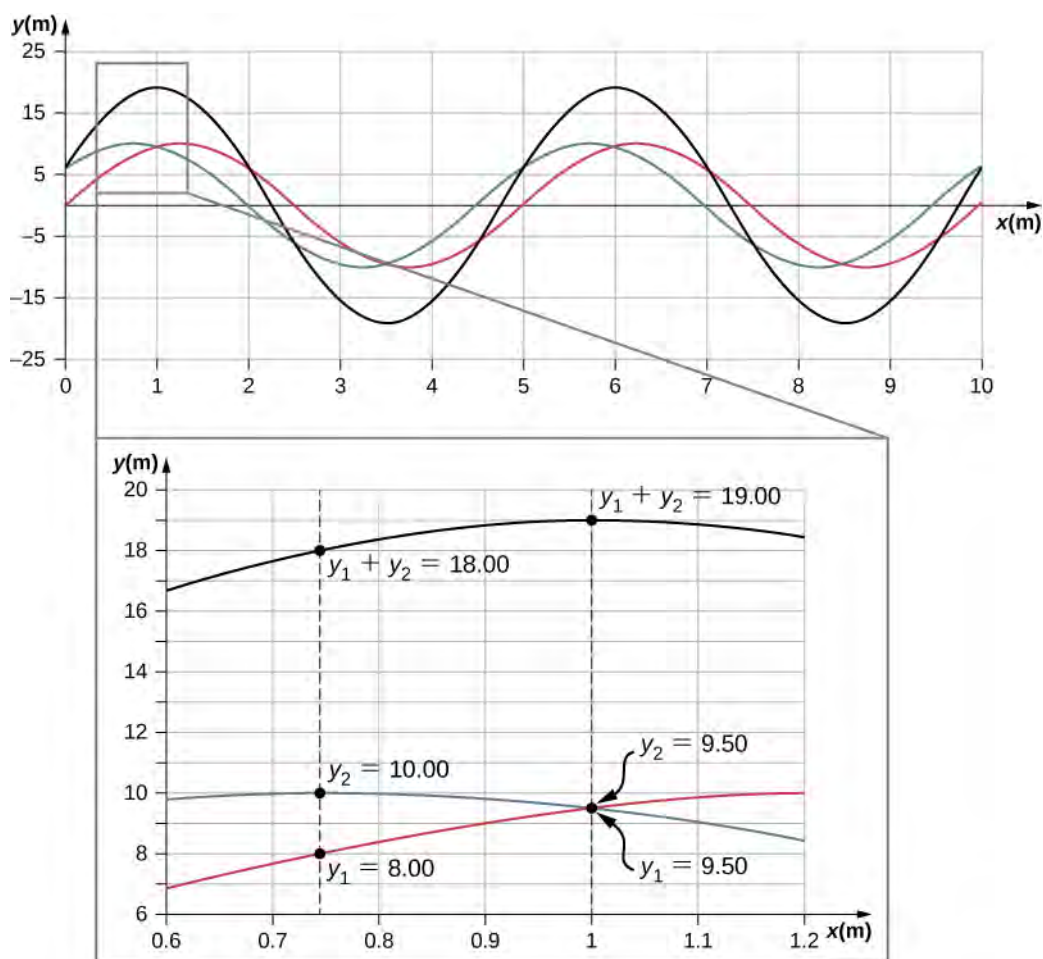 y(m)
25
15
5
–5
–15
–25
x(m)
0 1 2 3 4 5 6 7 8 9 10
y(m)
20
18
16
14
12
10
8
6
y₁ + y₂ = 19.00
y₁ + y₂ = 18.00
y₂ = 9.50
y₂ = 10.00
y₁ = 8.00
y₁ = 9.50
0.6 0.7 0.8 0.9 1 1.2 x(m)